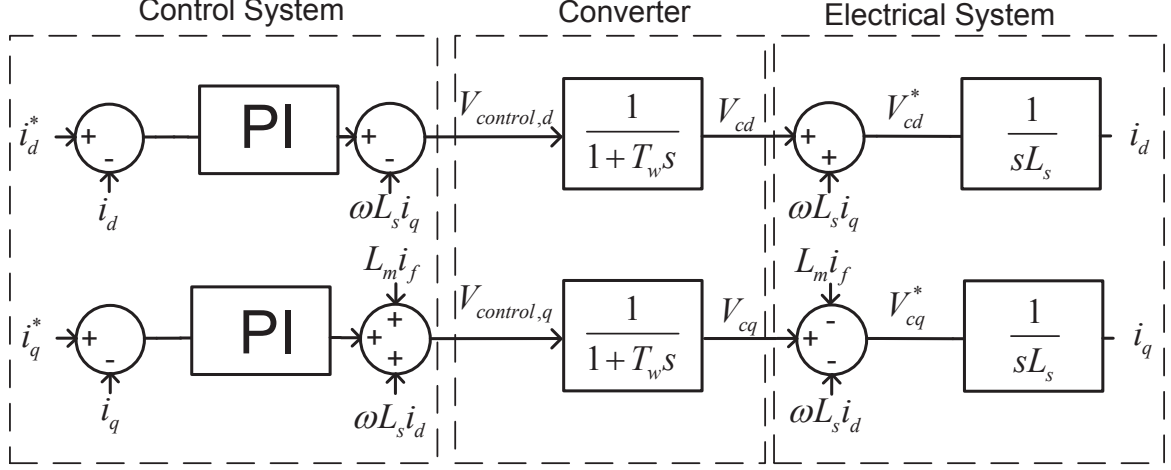 Control System
Converter
Electrical System
i_d^*
+
-
i_d
PI
+
-
ωL_s i_q
V_{control,d}
1
1+T_w s
V_{cd}
+
+
ωL_s i_q
V_{cd}^*
1
sL_s
i_d
i_q^*
+
-
i_q
PI
L_m i_f
+
+
+
ωL_s i_d
V_{control,q}
1
1+T_w s
V_{cq}
L_m i_f
-
+
-
ωL_s i_d
V_{cq}^*
1
sL_s
i_q